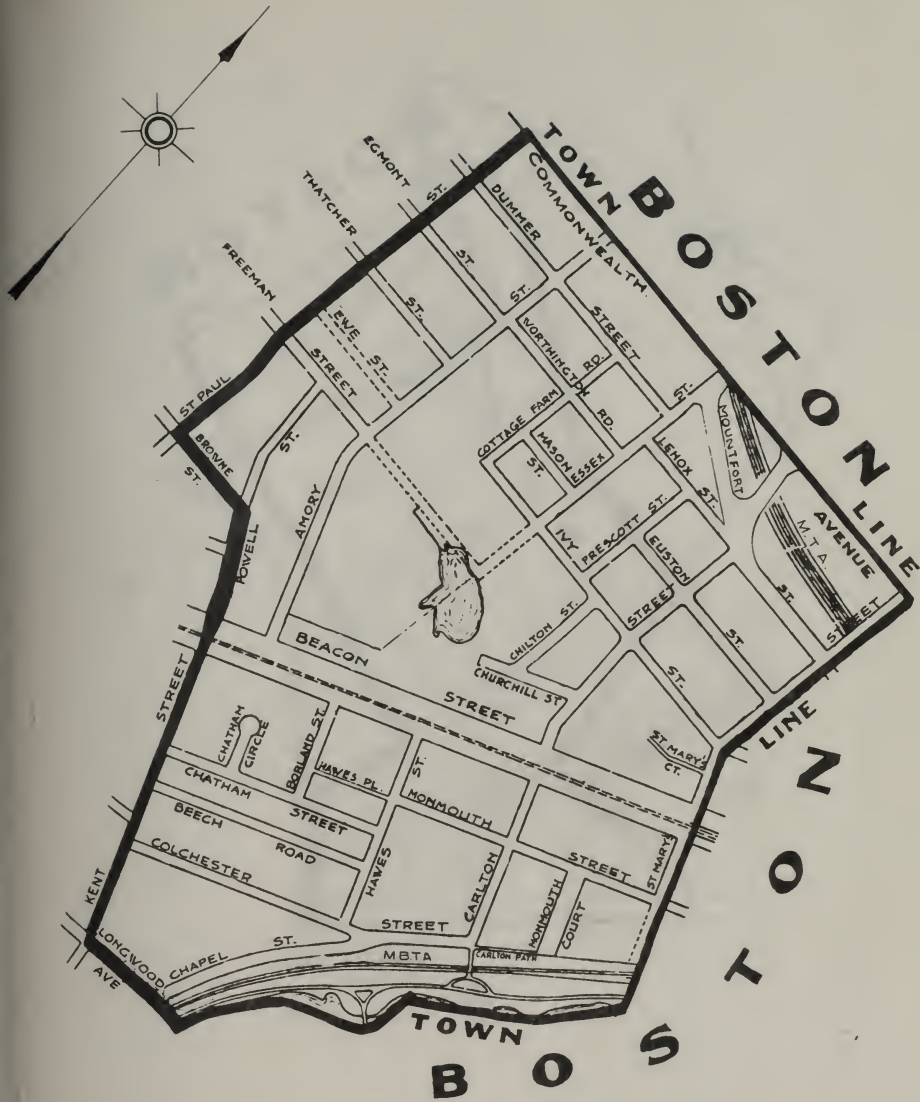 EGMONT ST.
THATCHER
FREEMAN
TOWN
BOSTON
LINE
COMMONWEALTH
AVENUE
DUMMER
STREET
ST.
ST.
ST.
EWE ST.
STREET
WORTHINGTON RD.
COTTAGE FARM RD.
MASON ST.
ESSEX
ST.
MOUNTFORT
ST.
LENOX ST.
M.T.A.
ST PAUL
BROWNE ST.
POWELL ST.
AMORY
IVY
PRESCOTT ST.
EUSTON
STREET
ST.
ST.
STREET
CHILTON ST.
CHURCHILL ST
BEACON
STREET
ST MARY'S
CT.
LINE
STREET
CHATHAM
CIRCLE
BORLAND ST.
HAWES PL.
ST.
MONMOUTH
STREET
CHATHAM
STREET
BEECH
ROAD
COLCHESTER
STREET
HAWES
CARLTON
MONMOUTH
COURT
ST MARY'S
KENT
LONGWOOD
AVE
CHAPEL ST.
MBTA
CARLTON PATH
TOWN
BOSTON